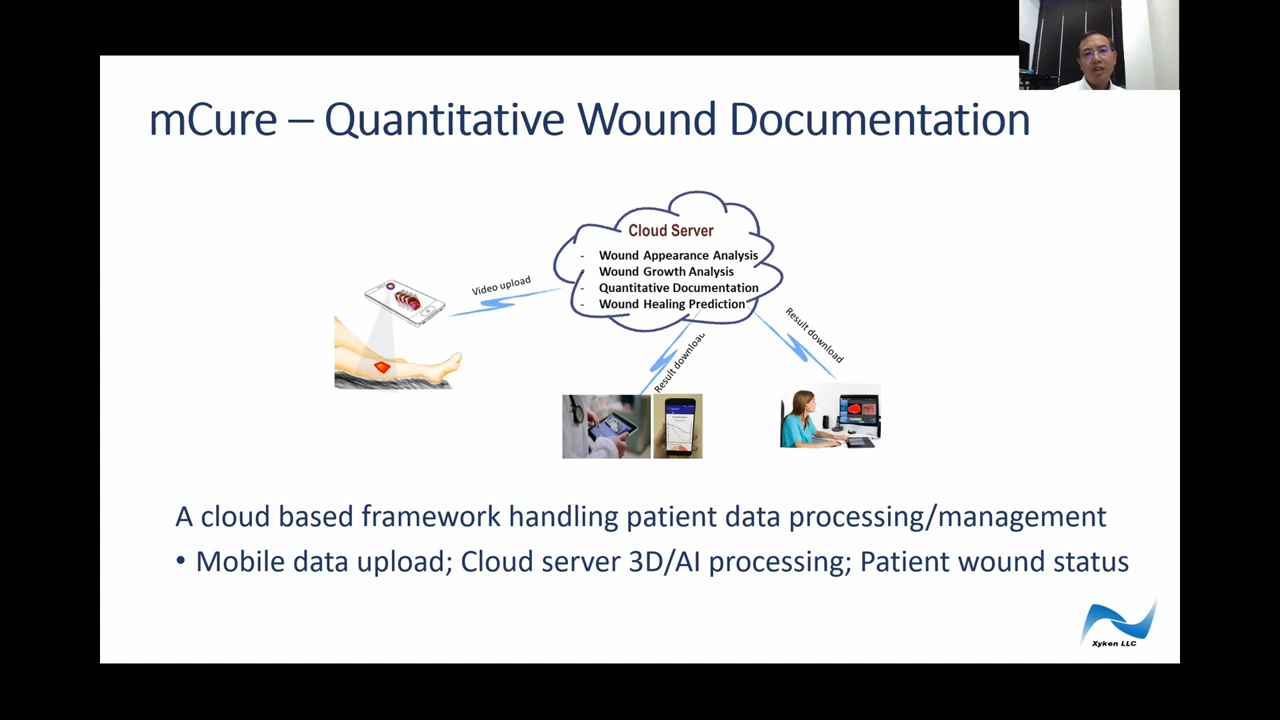 mCure – Quantitative Wound Documentation
Cloud Server
- Wound Appearance Analysis
- Wound Growth Analysis
- Quantitative Documentation
- Wound Healing Prediction
Video upload
Result download
Result download
A cloud based framework handling patient data processing/management
• Mobile data upload; Cloud server 3D/AI processing; Patient wound status
Xyken LLC